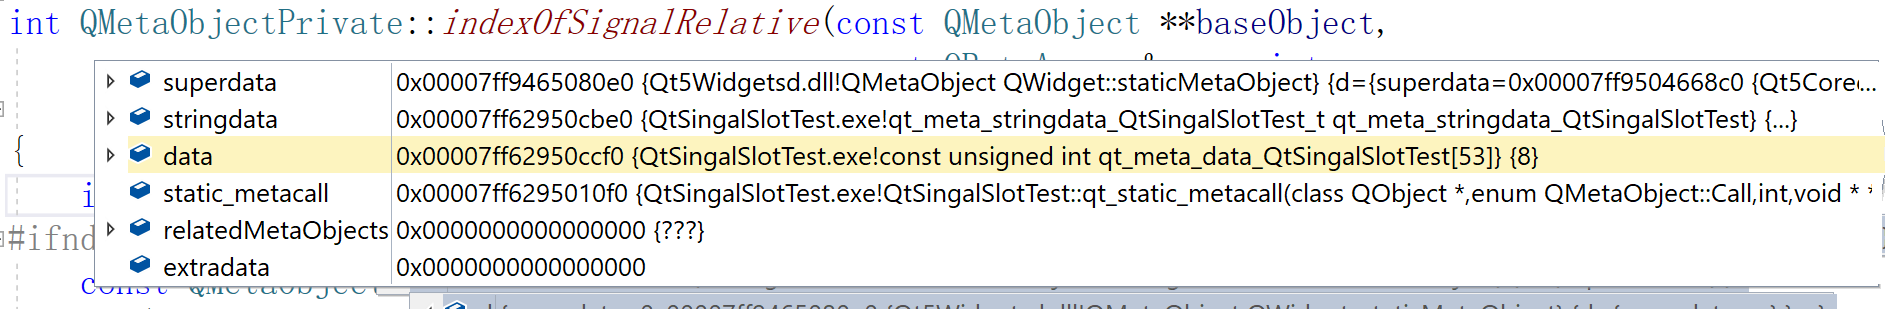 int QMetaObjectPrivate::indexOfSignalRelative(const QMetaObject **baseObject,
superdata 0x00007ff9465080e0 {Qt5Widgetsd.dll!QMetaObject QWidget::staticMetaObject} {d={superdata=0x00007ff9504668c0 {Qt5Cored...
stringdata 0x00007ff62950cbe0 {QtSingalSlotTest.exe!qt_meta_stringdata_QtSingalSlotTest_t qt_meta_stringdata_QtSingalSlotTest} {...}
{
data 0x00007ff62950ccf0 {QtSingalSlotTest.exe!const unsigned int qt_meta_data_QtSingalSlotTest[53]} {8}
i
static_metacall 0x00007ff6295010f0 {QtSingalSlotTest.exe!QtSingalSlotTest::qt_static_metacall(class QObject *,enum QMetaObject::Call,int,void * *
#ifnd
relatedMetaObjects 0x0000000000000000 {???}
extradata 0x0000000000000000
const QMetaObject